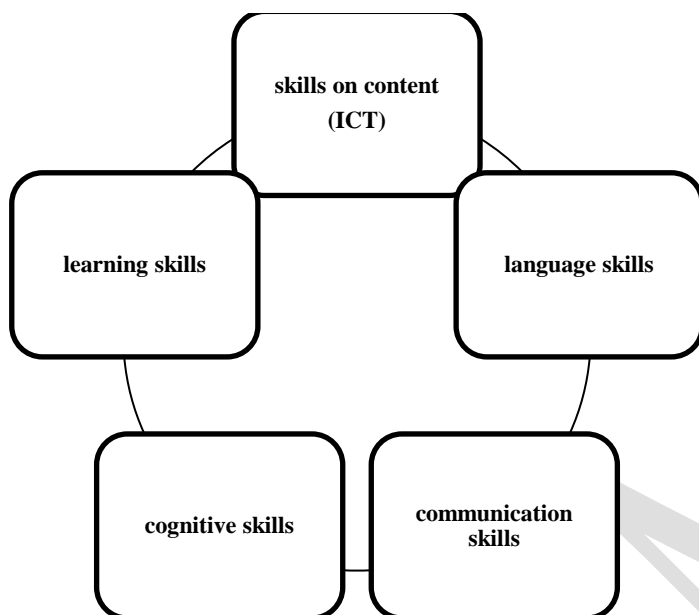 skills on content
(ICT)
learning skills
language skills
cognitive skills
communication
skills